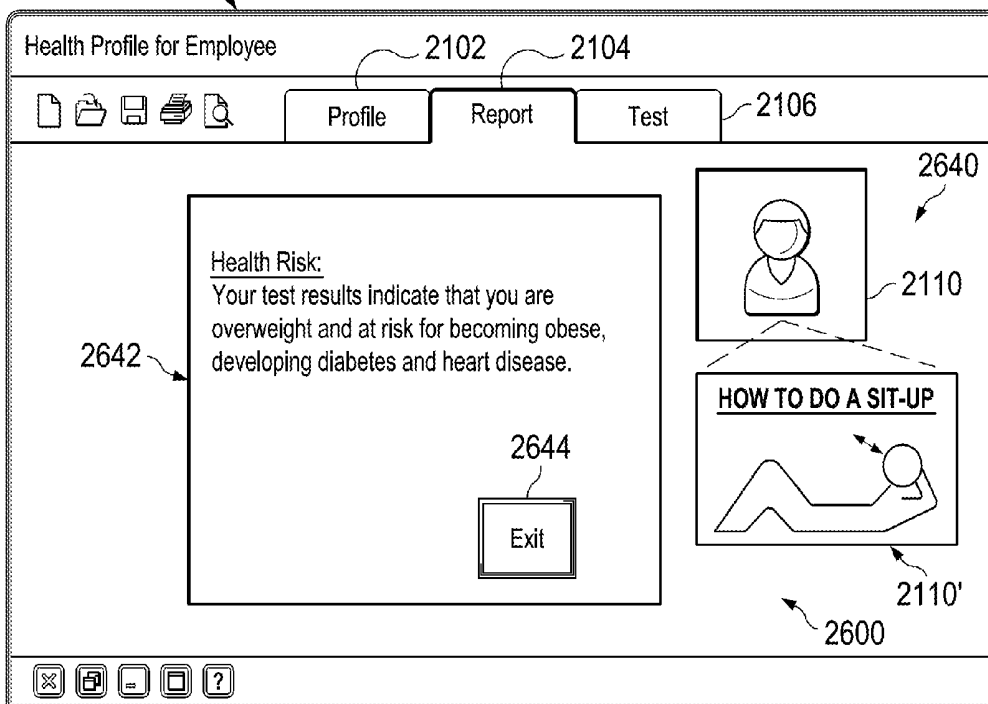 Health Profile for Employee
2102
2104
Profile
Report
Test
2106
2640
Health Risk:
Your test results indicate that you are
overweight and at risk for becoming obese,
developing diabetes and heart disease.
2110
2642
HOW TO DO A SIT-UP
2644
Exit
2110'
2600
?